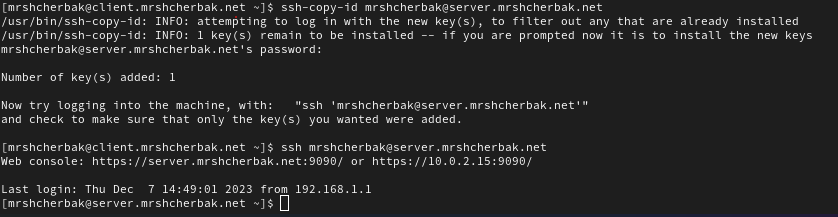 [mrshcherbak@client.mrshcherbak.net ~]$ ssh-copy-id mrshcherbak@server.mrshcherbak.net
/usr/bin/ssh-copy-id: INFO: attempting to log in with the new key(s), to filter out any that are already installed
/usr/bin/ssh-copy-id: INFO: 1 key(s) remain to be installed -- if you are prompted now it is to install the new keys
mrshcherbak@server.mrshcherbak.net's password:
Number of key(s) added: 1
Now try logging into the machine, with:   "ssh 'mrshcherbak@server.mrshcherbak.net'"
and check to make sure that only the key(s) you wanted were added.
[mrshcherbak@client.mrshcherbak.net ~]$ ssh mrshcherbak@server.mrshcherbak.net
Web console: https://server.mrshcherbak.net:9090/ or https://10.0.2.15:9090/
Last login: Thu Dec  7 14:49:01 2023 from 192.168.1.1
[mrshcherbak@server.mrshcherbak.net ~]$